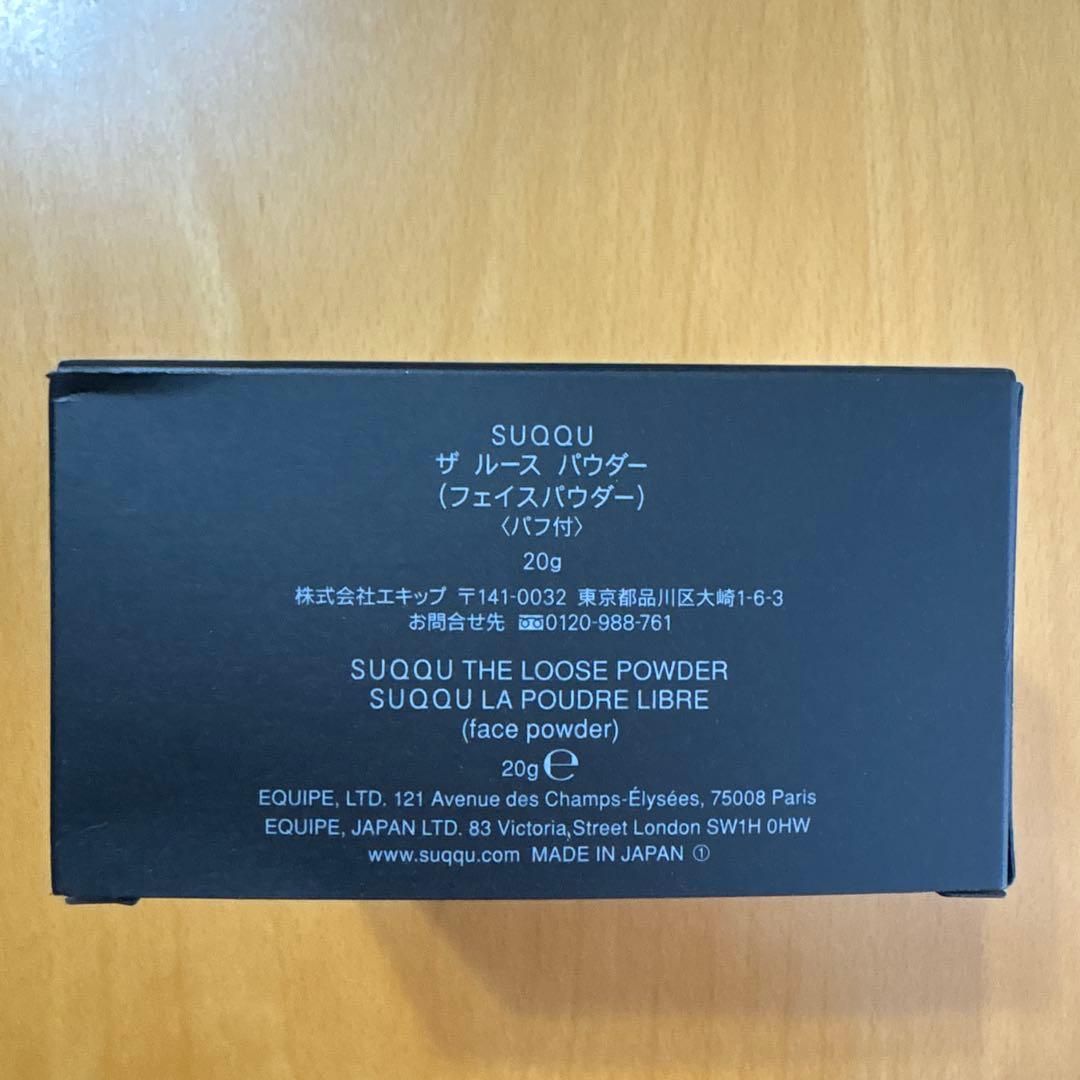 SUQQU
ザ ルース パウダー
(フェイスパウダー)
〈パフ付〉
20g
株式会社エキップ 〒141-0032 東京都品川区大崎1-6-3
お問合せ先 0120-988-761
SUQQU THE LOOSE POWDER
SUQQU LA POUDRE LIBRE
(face powder)
20g ℮
EQUIPE, LTD. 121 Avenue des Champs-Élysées, 75008 Paris
EQUIPE, JAPAN LTD. 83 Victoria Street London SW1H 0HW
www.suqqu.com MADE IN JAPAN ①